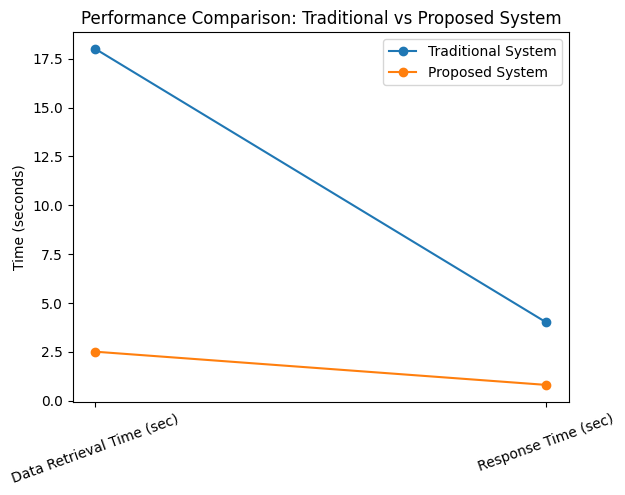 Performance Comparison: Traditional vs Proposed System
Traditional System
Proposed System
Time (seconds)
17.5
15.0
12.5
10.0
7.5
5.0
2.5
0.0
Data Retrieval Time (sec)
Response Time (sec)